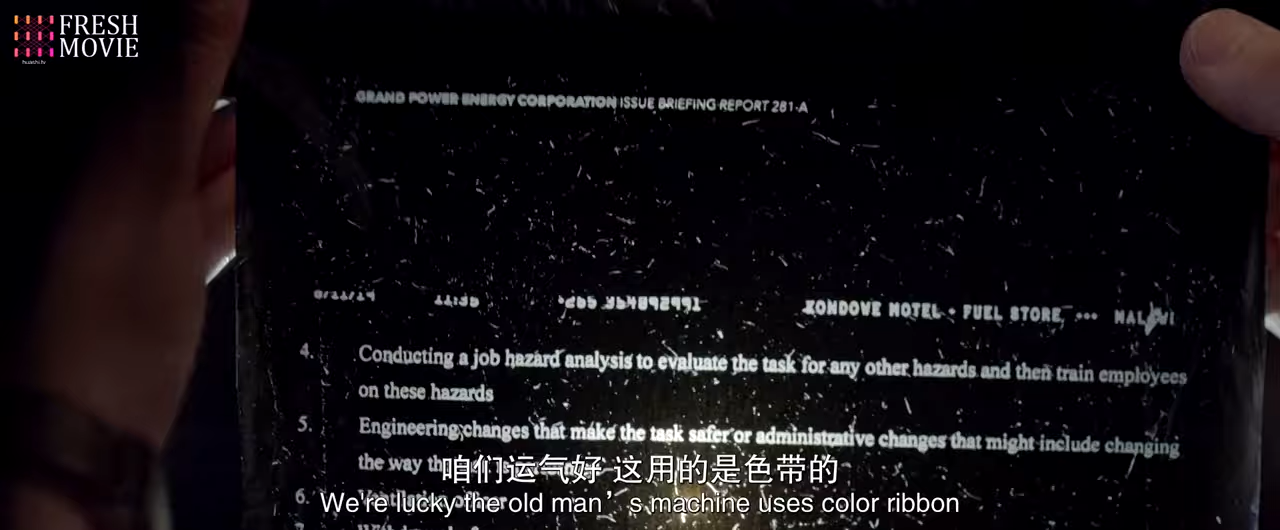 FRESH
MOVIE
huashi.tv
GRAND POWER ENERGY CORPORATION ISSUE BRIEFING REPORT 281-A
KONDOVE MOTEL • FUEL STORE, ••• MALAWI
4. Conducting a job hazard analysis to evaluate the task for any other hazards and then train employees
on these hazards
5. Engineering changes that make the task safer or administrative changes that might include changing
the way
咱们运气好 这用的是色带的
6.
We're lucky the old man’s machine uses color ribbon